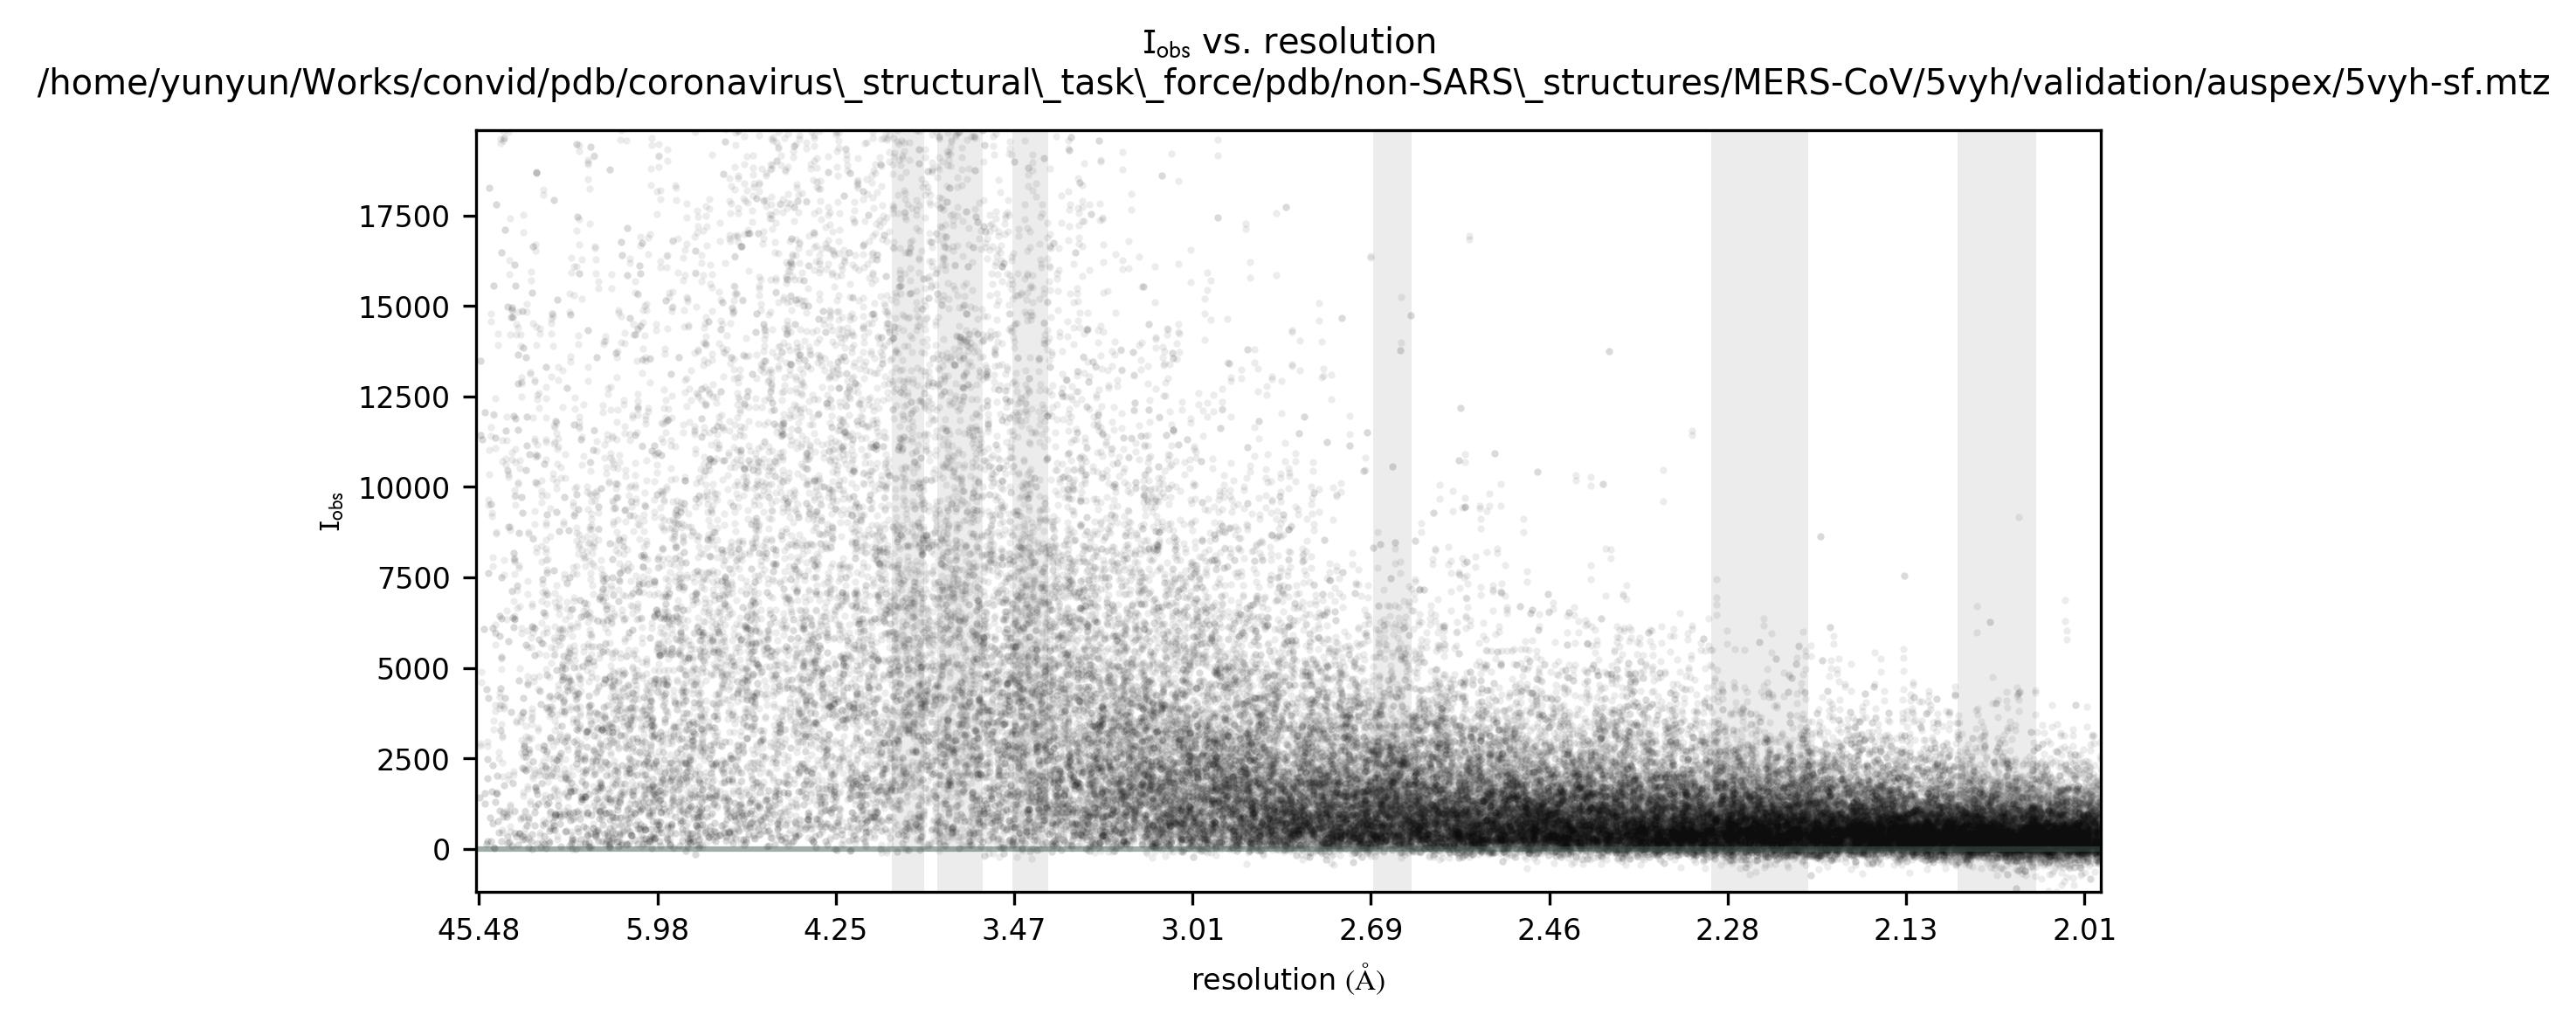 Iobs vs. resolution
/home/yunyun/Works/convid/pdb/coronavirus\_structural\_task\_force/pdb/non-SARS\_structures/MERS-CoV/5vyh/validation/auspex/5vyh-sf.mtz
17500
15000
12500
10000
7500
5000
2500
0
Iobs
45.48 5.98 4.25 3.47 3.01 2.69 2.46 2.28 2.13 2.01
resolution (Å)